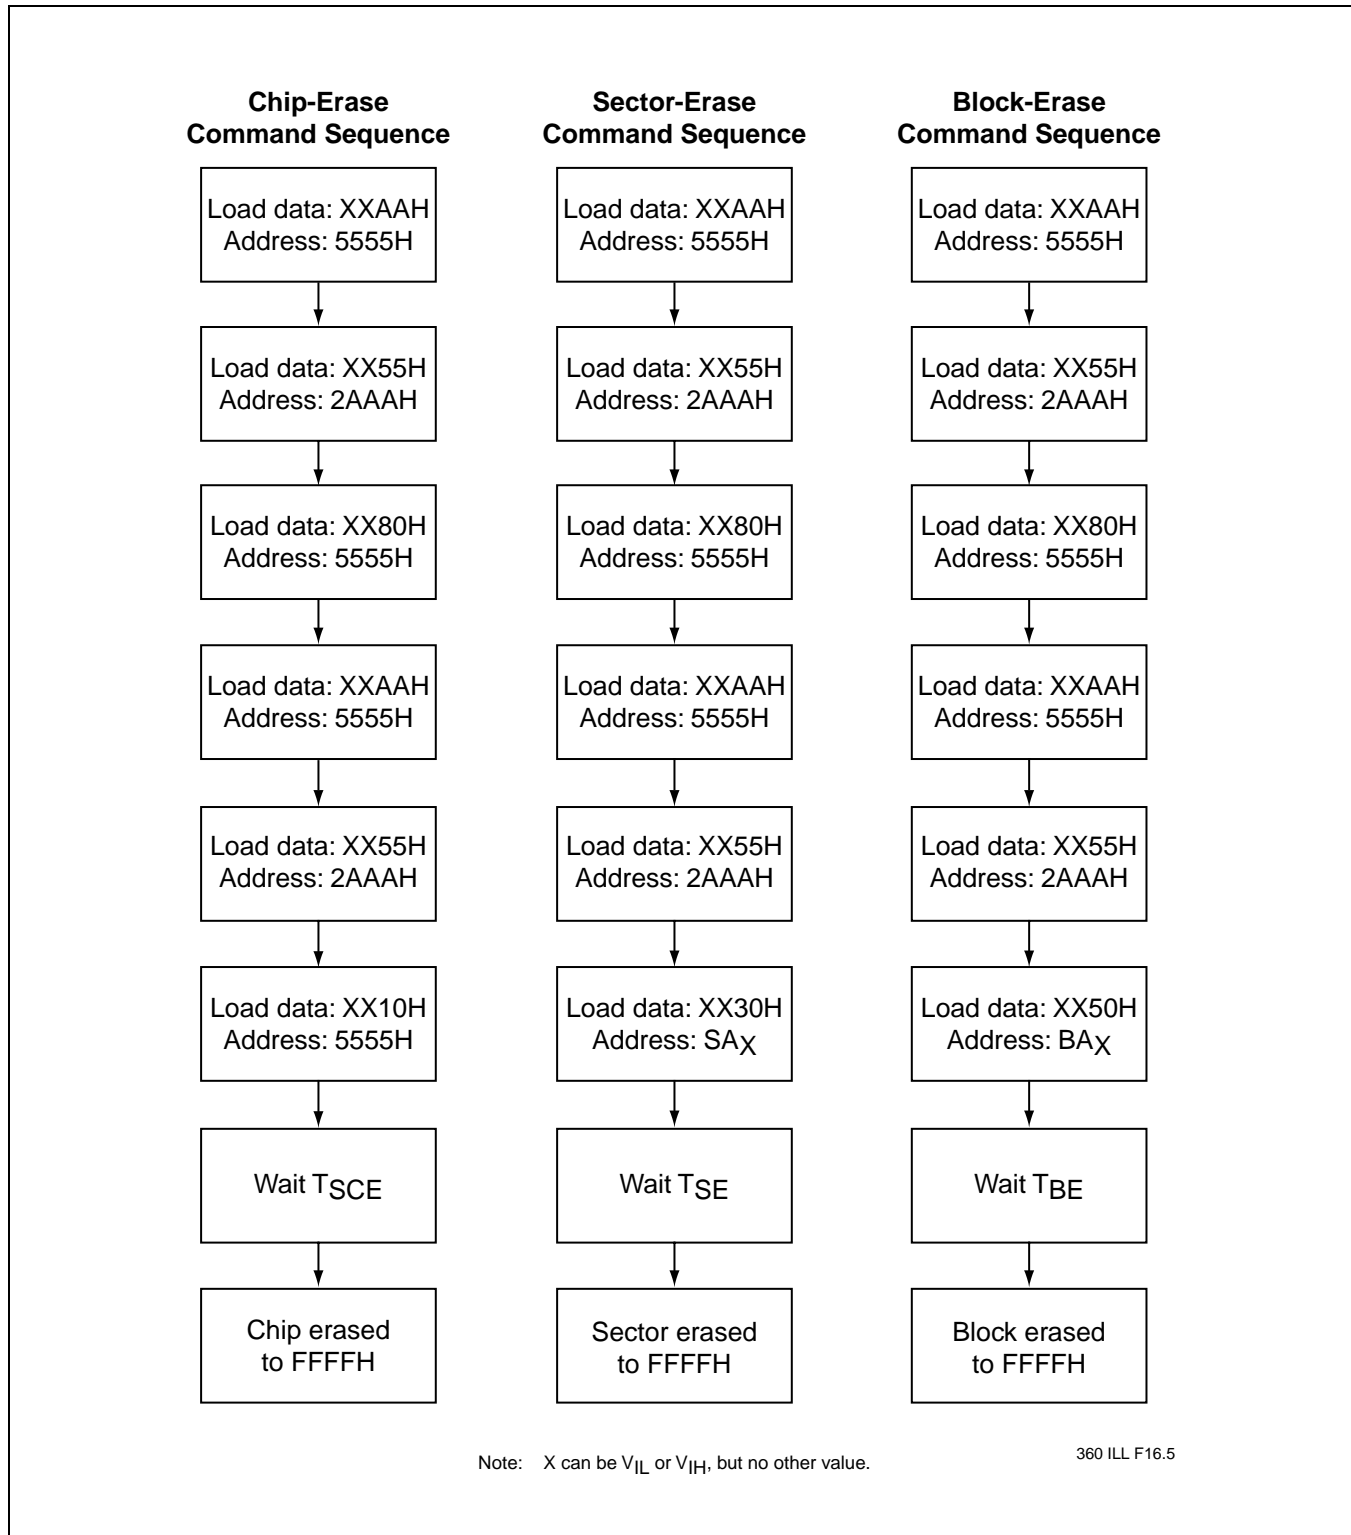 Chip-Erase
Command Sequence
Load data: XXAAH
Address: 5555H
Load data: XX55H
Address: 2AAAH
Load data: XX80H
Address: 5555H
Load data: XXAAH
Address: 5555H
Load data: XX55H
Address: 2AAAH
Load data: XX10H
Address: 5555H
Wait TSCE
Chip erased
to FFFFH
Sector-Erase
Command Sequence
Load data: XXAAH
Address: 5555H
Load data: XX55H
Address: 2AAAH
Load data: XX80H
Address: 5555H
Load data: XXAAH
Address: 5555H
Load data: XX55H
Address: 2AAAH
Load data: XX30H
Address: SAX
Wait TSE
Sector erased
to FFFFH
Block-Erase
Command Sequence
Load data: XXAAH
Address: 5555H
Load data: XX55H
Address: 2AAAH
Load data: XX80H
Address: 5555H
Load data: XXAAH
Address: 5555H
Load data: XX55H
Address: 2AAAH
Load data: XX50H
Address: BAX
Wait TBE
Block erased
to FFFFH
Note: X can be VIL or VIH, but no other value.
360 ILL F16.5